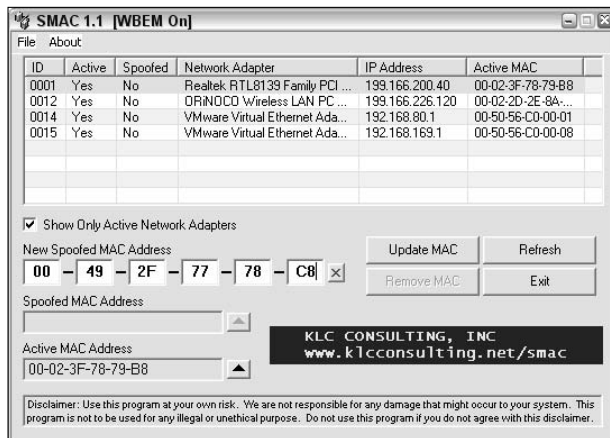 SMAC 1.1 [WBEM On]
File About
ID Active Spoofed Network Adapter IP Address Active MAC
0001 Yes No Realtek RTL8139 Family PCI ... 199.166.200.40 00-02-3F-78-79-B8
0012 Yes No ORiNOCO Wireless LAN PC ... 199.166.226.120 00-02-2D-2E-8A-...
0014 Yes No VMware Virtual Ethernet Ada... 192.168.80.1 00-50-56-C0-00-01
0015 Yes No VMware Virtual Ethernet Ada... 192.168.169.1 00-50-56-C0-00-08
Show Only Active Network Adapters
New Spoofed MAC Address
00 - 49 - 2F - 77 - 78 - C8 X
Update MAC Refresh
Remove MAC Exit
Spoofed MAC Address
KLC CONSULTING, INC
www.klcconsulting.net/smac
Active MAC Address
00-02-3F-78-79-B8
Disclaimer: Use this program at your own risk. We are not responsible for any damage that might occur to your system. This
program is not to be used for any illegal or unethical purpose. Do not use this program if you do not agree with this disclaimer.